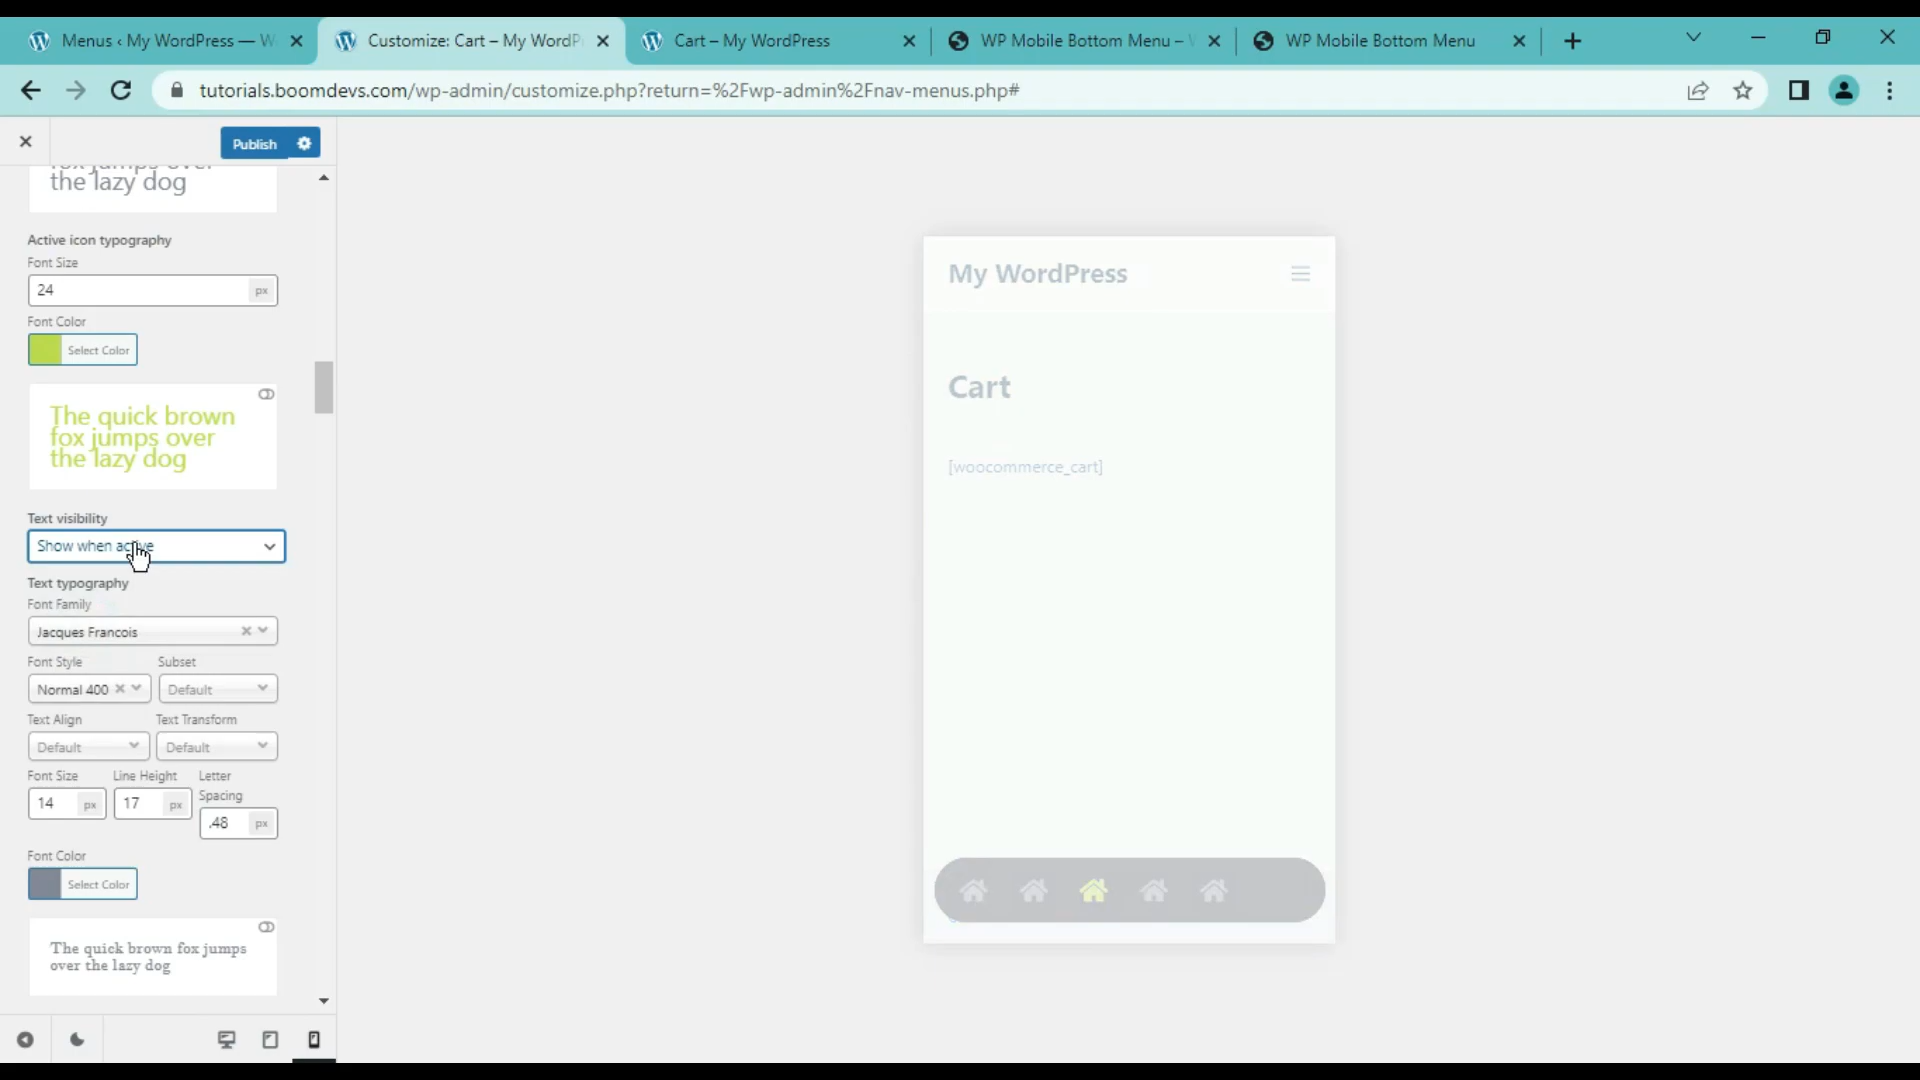 Menus ‹ My WordPress — W
Customize: Cart – My WordP
Cart – My WordPress
WP Mobile Bottom Menu –
WP Mobile Bottom Menu
tutorials.boomdevs.com/wp-admin/customize.php?return=%2Fwp-admin%2Fnav-menus.php#
Publish
fox jumps over
the lazy dog
Active icon typography
Font Size
24 px
Font Color
Select Color
The quick brown
fox jumps over
the lazy dog
Text visibility
Show when active
Text typography
Font Family
Jacques Francois
Font Style Subset
Normal 400 Default
Text Align Text Transform
Default Default
Font Size Line Height Letter
Spacing
14 px 17 px .48 px
Font Color
Select Color
The quick brown fox jumps
over the lazy dog
My WordPress
Cart
[woocommerce_cart]